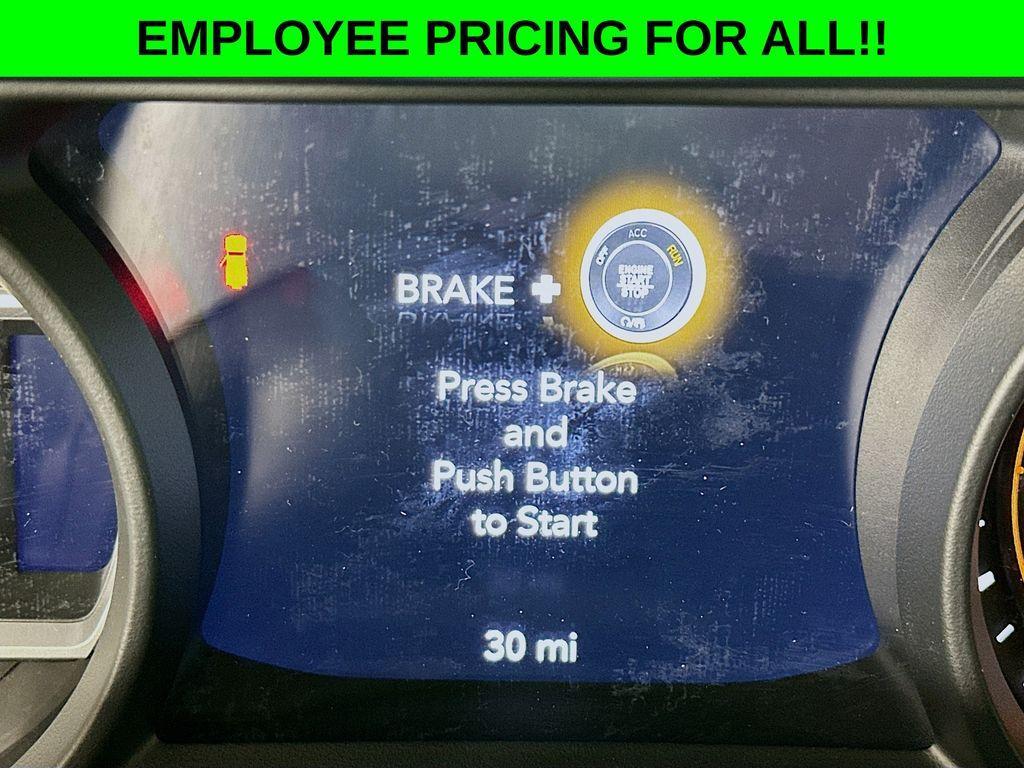 EMPLOYEE PRICING FOR ALL!!
ACC
OFF
RUN
BRAKE +
ENGINE
START
STOP
Press Brake
and
Push Button
to Start
30 mi